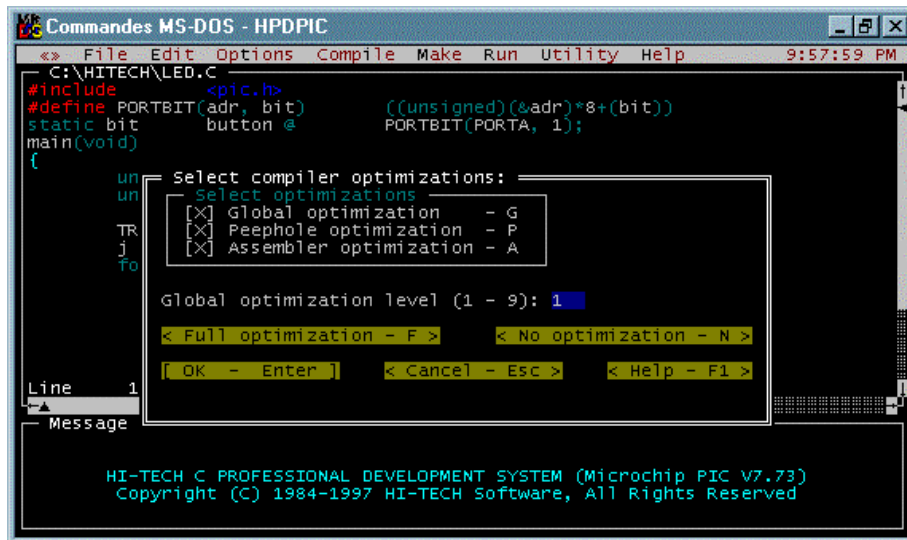 Commandes MS-DOS - HPDPIC
«» File Edit Options Compile Make Run Utility Help 9:57:59 PM
C:\HITECH\LED.C
#include <pic.h>
#define PORTBIT(adr, bit) ((unsigned)(&adr)*8+(bit))
static bit button @ PORTBIT(PORTA, 1);
main(void)
{
un
un
TR
j
fo
Select compiler optimizations:
Select optimizations
[X] Global optimization - G
[X] Peephole optimization - P
[X] Assembler optimization - A
Global optimization level (1 - 9): 1
< Full optimization - F > < No optimization - N >
[ OK - Enter ] < Cancel - Esc > < Help - F1 >
Line 1
Message
HI-TECH C PROFESSIONAL DEVELOPMENT SYSTEM (Microchip PIC V7.73)
Copyright (C) 1984-1997 HI-TECH Software, All Rights Reserved